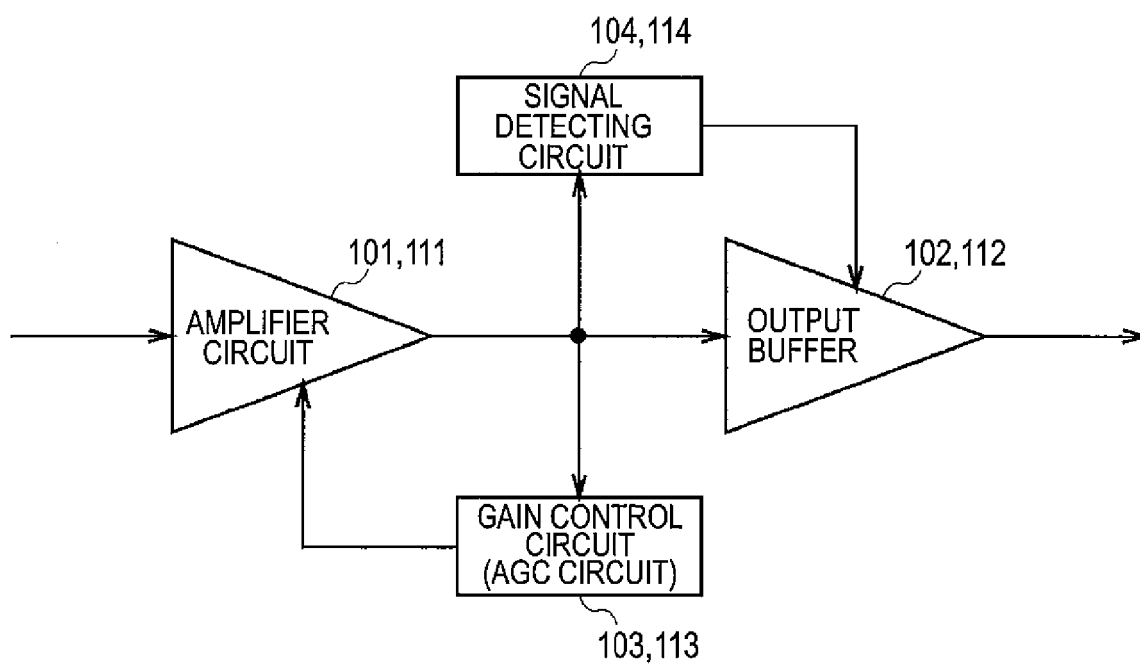 104,114
SIGNAL
DETECTING
CIRCUIT
101,111
102,112
AMPLIFIER
CIRCUIT
OUTPUT
BUFFER
GAIN CONTROL
CIRCUIT
(AGC CIRCUIT)
103,113